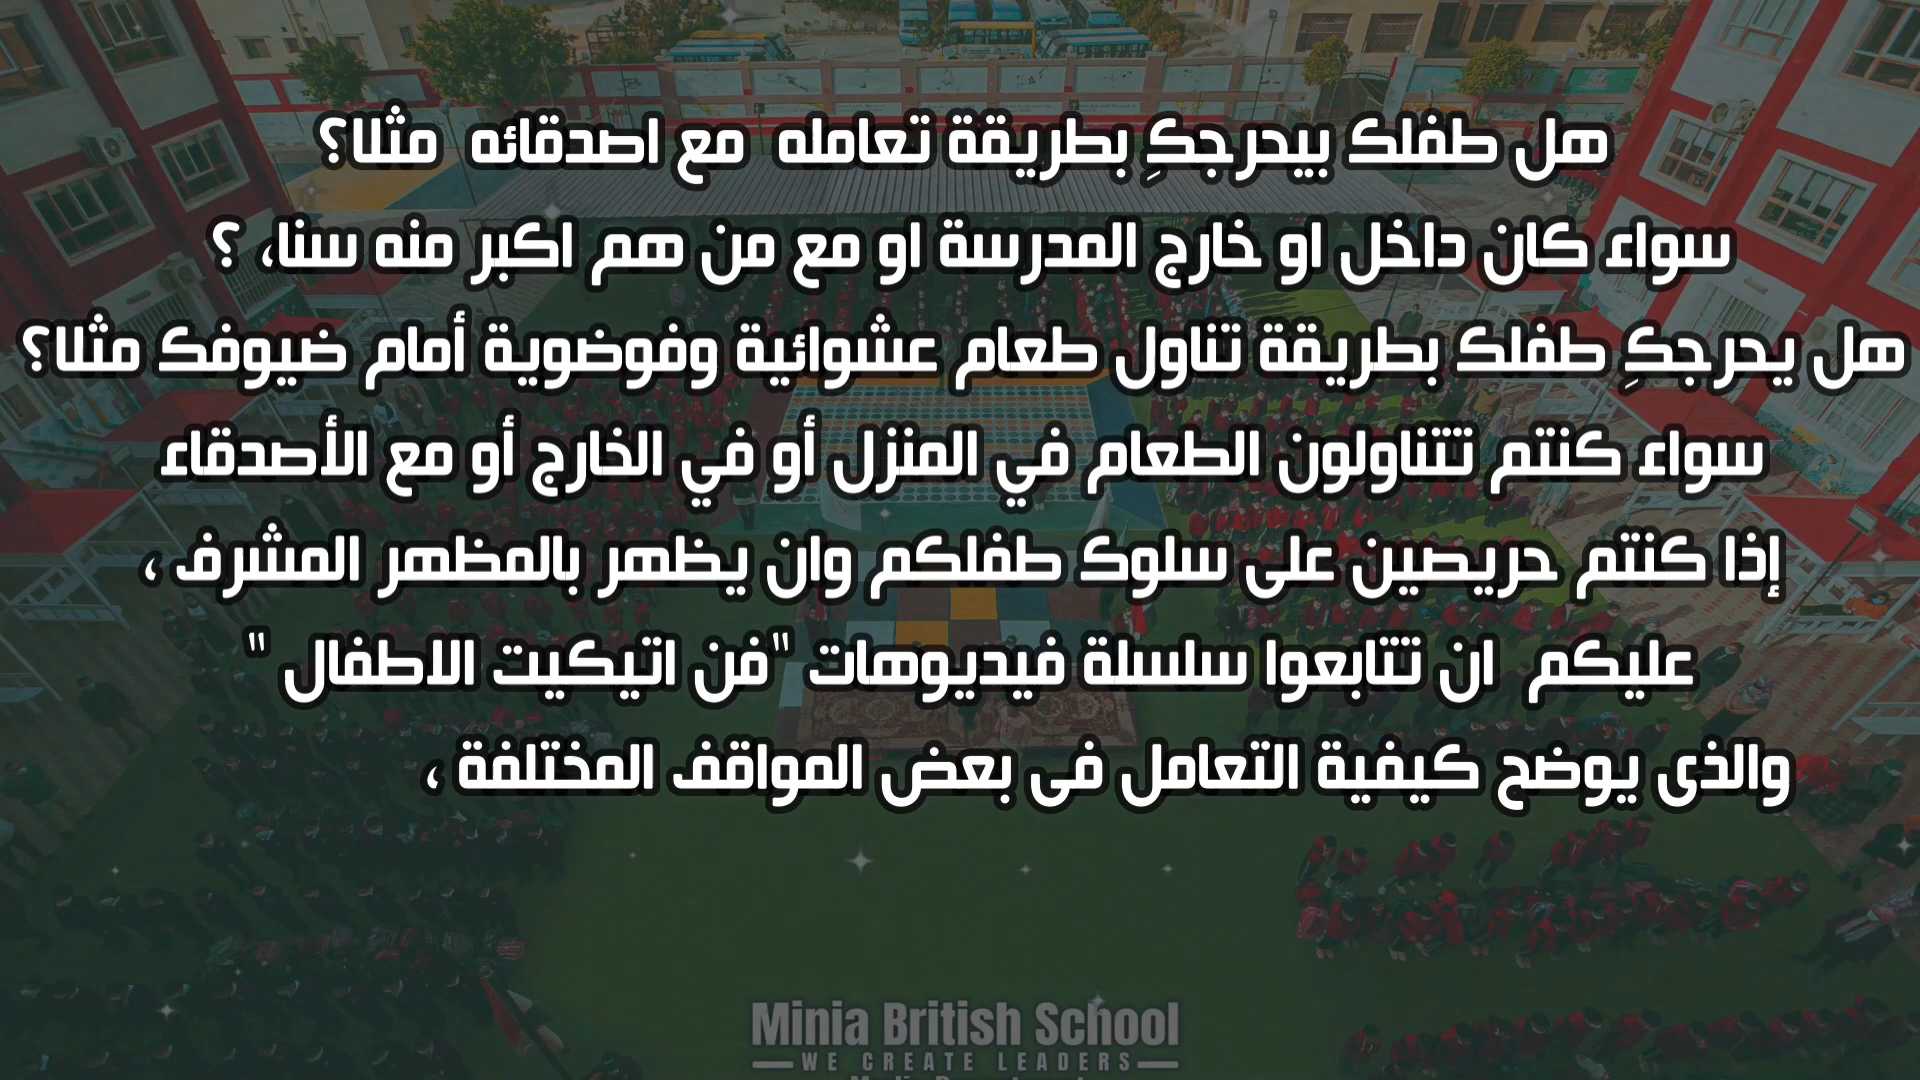 هل طفلك بيحرجكِ بطريقة تعامله مع اصدقائه مثلا؟
سواء كان داخل او خارج المدرسة او مع من هم اكبر منه سنا، ؟
هل يحرجكِ طفلك بطريقة تناول طعام عشوائية وفوضوية أمام ضيوفك مثلا؟
سواء كنتم تتناولون الطعام في المنزل أو في الخارج أو مع الأصدقاء
إذا كنتم حريصين على سلوك طفلكم وان يظهر بالمظهر المشرف ،
عليكم ان تتابعوا سلسلة فيديوهات "فن اتيكيت الاطفال "
والذى يوضح كيفية التعامل فى بعض المواقف المختلفة ،
Minia British School
WE CREATE LEADERS